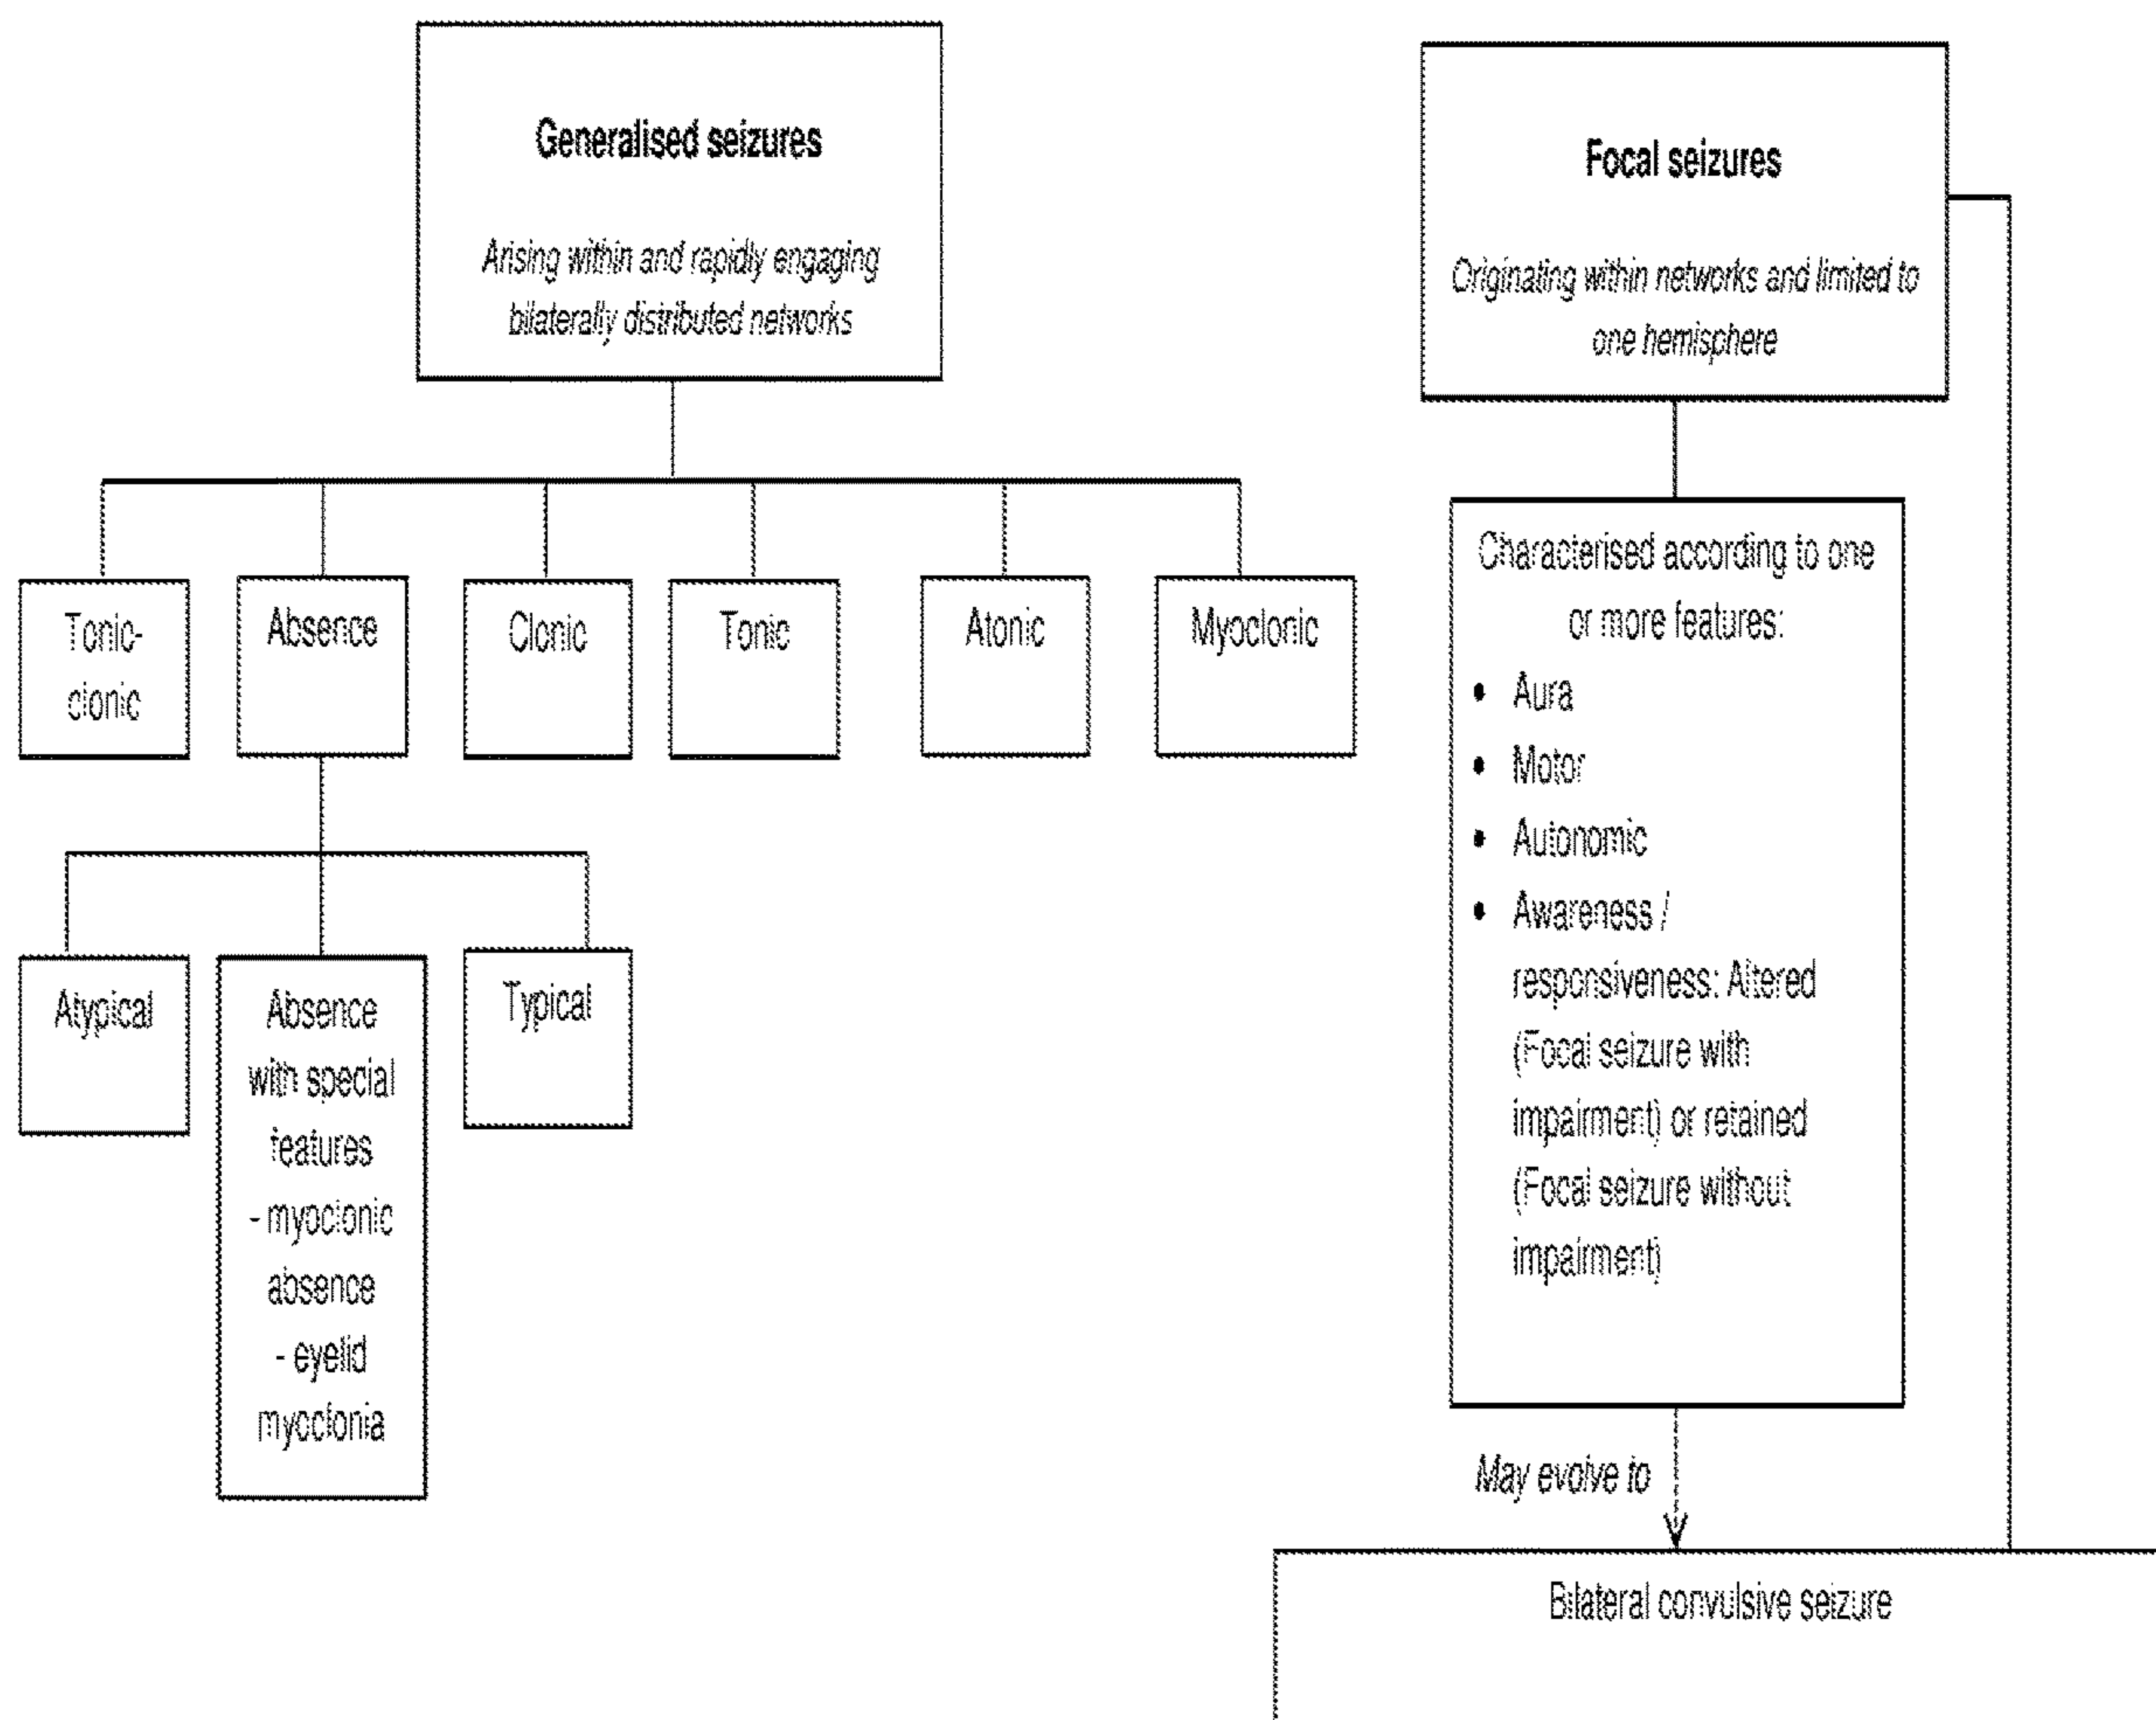 Generalised seizures
Arising within and rapidly engaging
bilaterally distributed networks
Tonic-
clonic
Absence
Clonic
Tonic
Atonic
Myoclonic
Atypical
Absence
with special
features
- myoclonic
absence
- eyelid
myoclonia
Typical
Focal seizures
Originating within networks and limited to
one hemisphere
Characterised according to one
or more features:
• Aura
• Motor
• Autonomic
• Awareness /
responsiveness: Altered
(Focal seizure with
impairment) or retained
(Focal seizure without
impairment)
May evolve to
Bilateral convulsive seizure